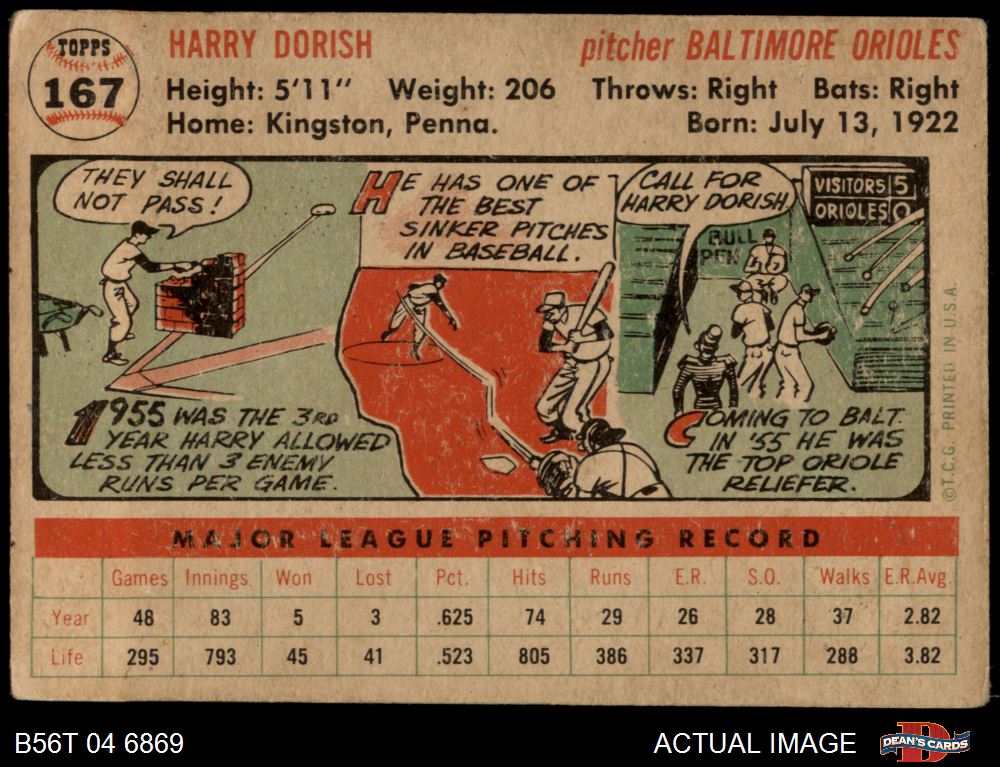 TOPPS
167
HARRY DORISH
pitcher BALTIMORE ORIOLES
Height: 5'11" Weight: 206 Throws: Right Bats: Right
Home: Kingston, Penna. Born: July 13, 1922
THEY SHALL
NOT PASS!
1955 WAS THE 3RD
YEAR HARRY ALLOWED
LESS THAN 3 ENEMY
RUNS PER GAME.
HE HAS ONE OF
THE BEST
SINKER PITCHES
IN BASEBALL.
CALL FOR
HARRY DORISH.
VISITORS 5
ORIOLES 0
BULL
PEN
COMING TO BALT.
IN '55 HE WAS
THE TOP ORIOLE
RELIEFER.
©T.C.G. PRINTED IN U.S.A.
MAJOR LEAGUE PITCHING RECORD
Games Innings Won Lost Pct. Hits Runs E.R. S.O. Walks E.R.Avg.
Year 48 83 5 3 .625 74 29 26 28 37 2.82
Life 295 793 45 41 .523 805 386 337 317 288 3.82
B56T 04 6869
ACTUAL IMAGE
DEAN'S CARDS